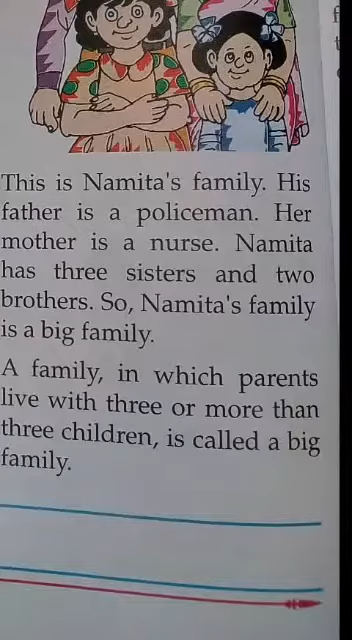 This is Namita's family. His
father is a policeman. Her
mother is a nurse. Namita
has three sisters and two
brothers. So, Namita's family
is a big family.
A family, in which parents
live with three or more than
three children, is called a big
family.